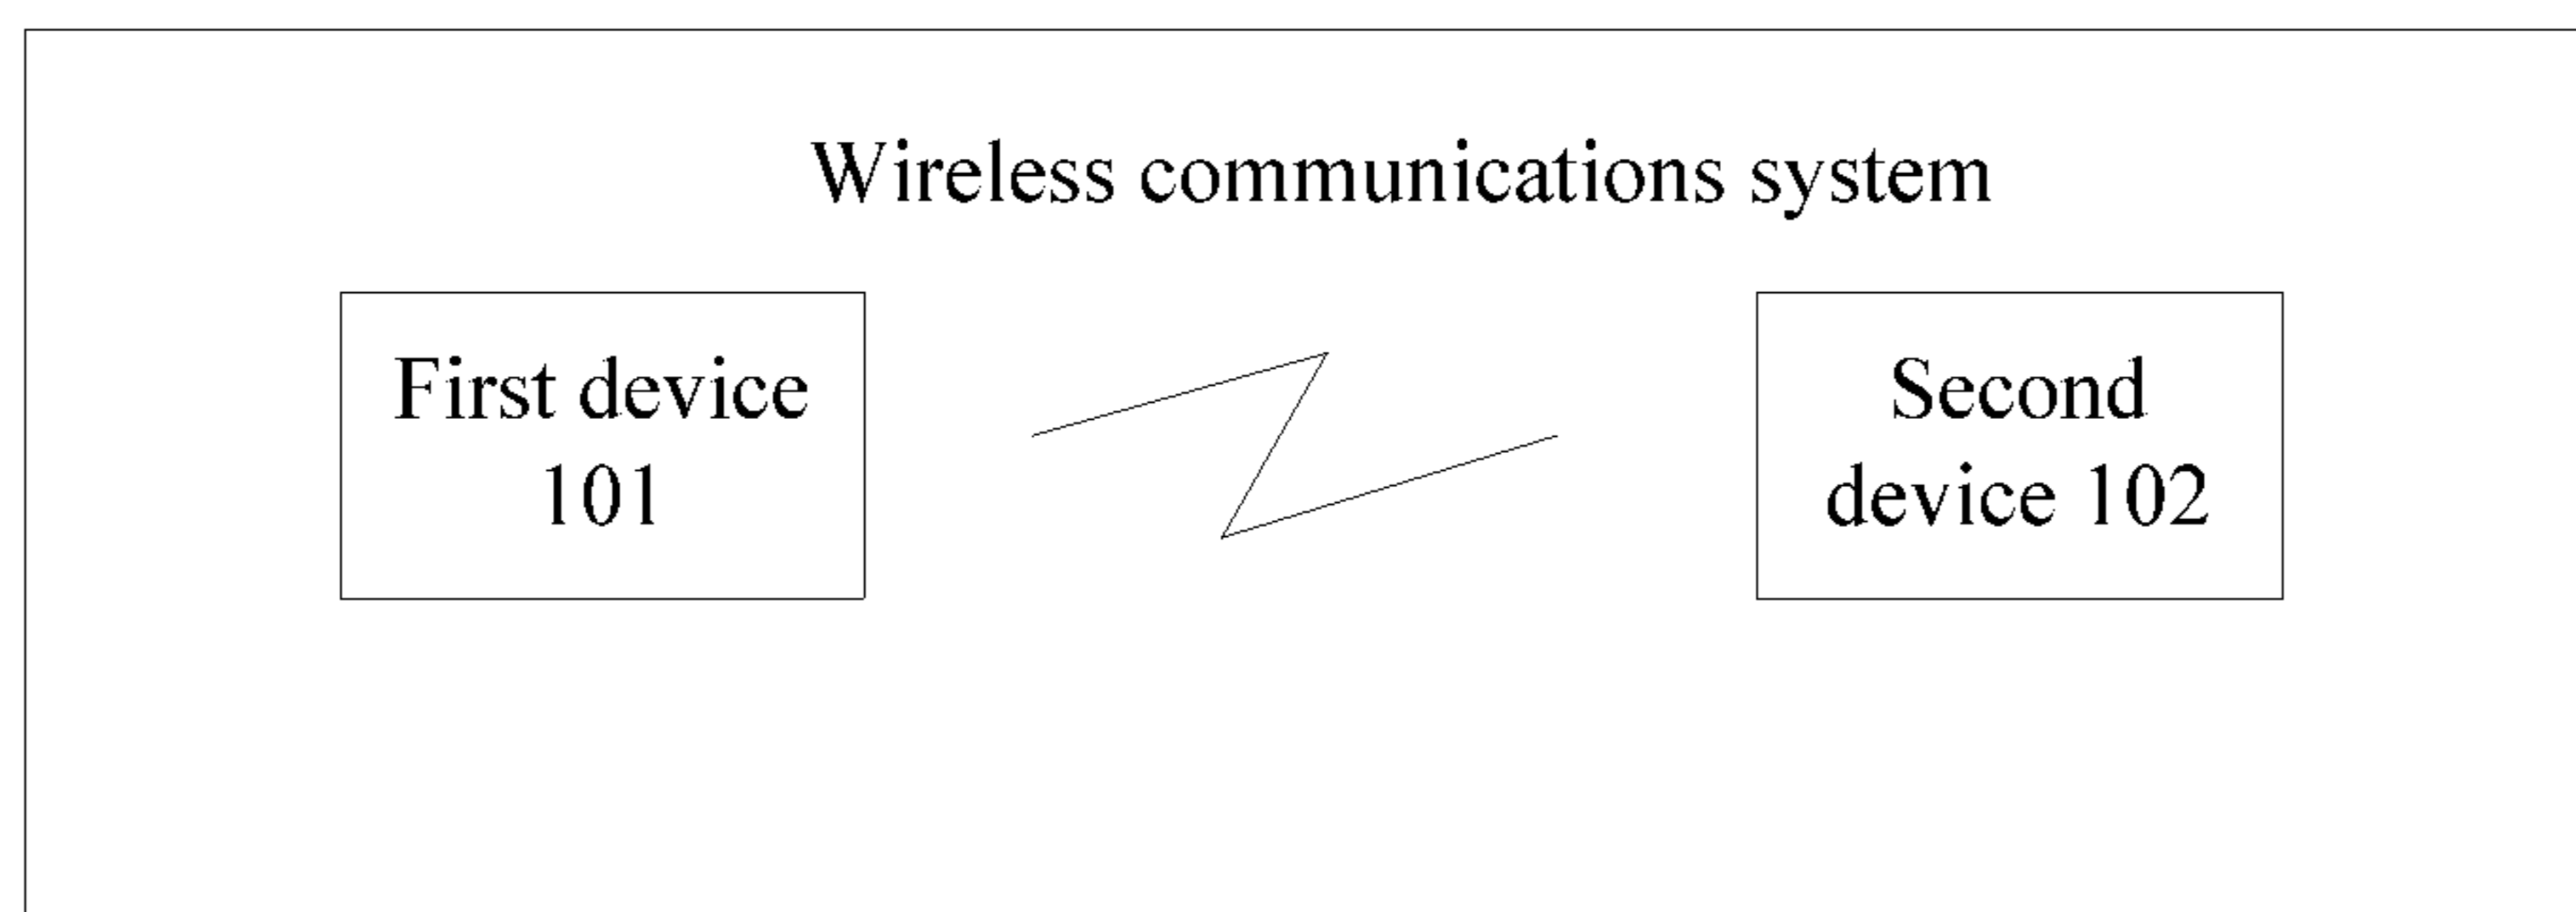 Wireless communications system
First device
101
Second
device 102